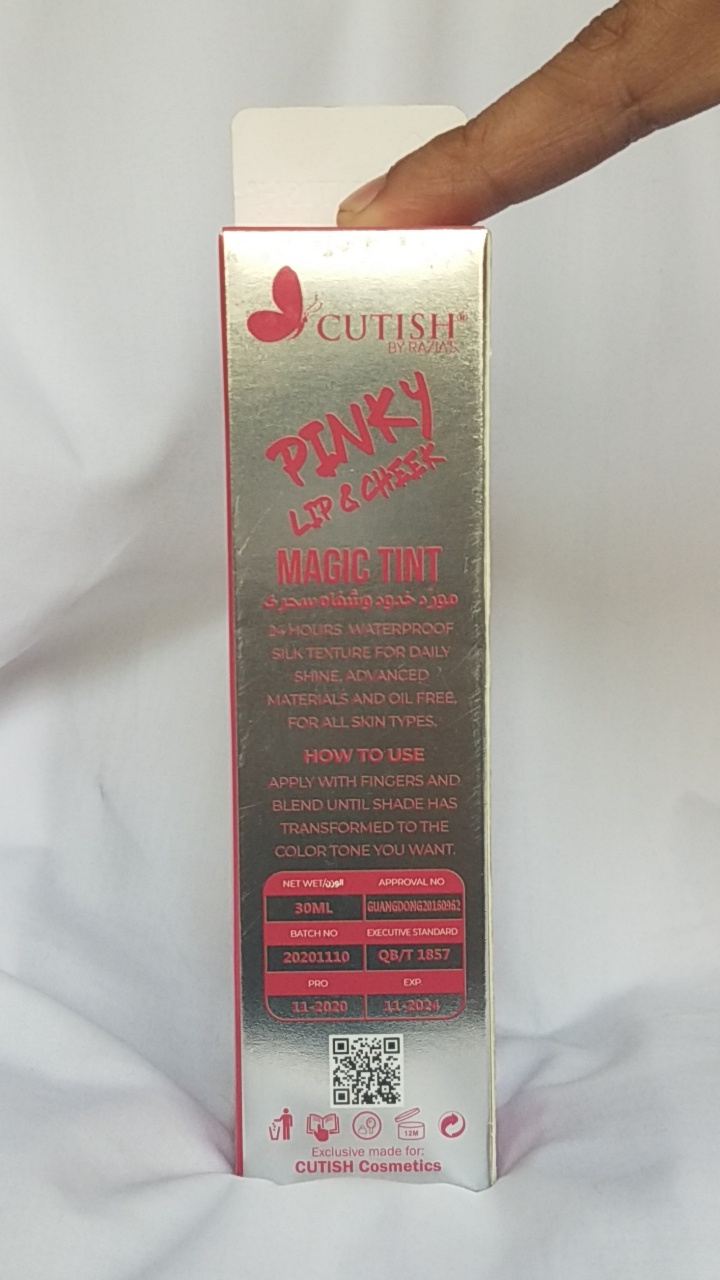 CUTISH®
BY RAZIA'S
PINKY
LIP & CHEEK
MAGIC TINT
مورد خدود وشفاه سحري
24 HOURS WATERPROOF
SILK TEXTURE FOR DAILY
SHINE, ADVANCED
MATERIALS AND OIL FREE,
FOR ALL SKIN TYPES.
HOW TO USE
APPLY WITH FINGERS AND
BLEND UNTIL SHADE HAS
TRANSFORMED TO THE
COLOR TONE YOU WANT.
NET WET/الوزن APPROVAL NO
30ML GUANGDONG20160962
BATCH NO EXECUTIVE STANDARD
20201110 QB/T 1857
PRO EXP.
11-2020 11-2024
12M
Exclusive made for:
CUTISH Cosmetics